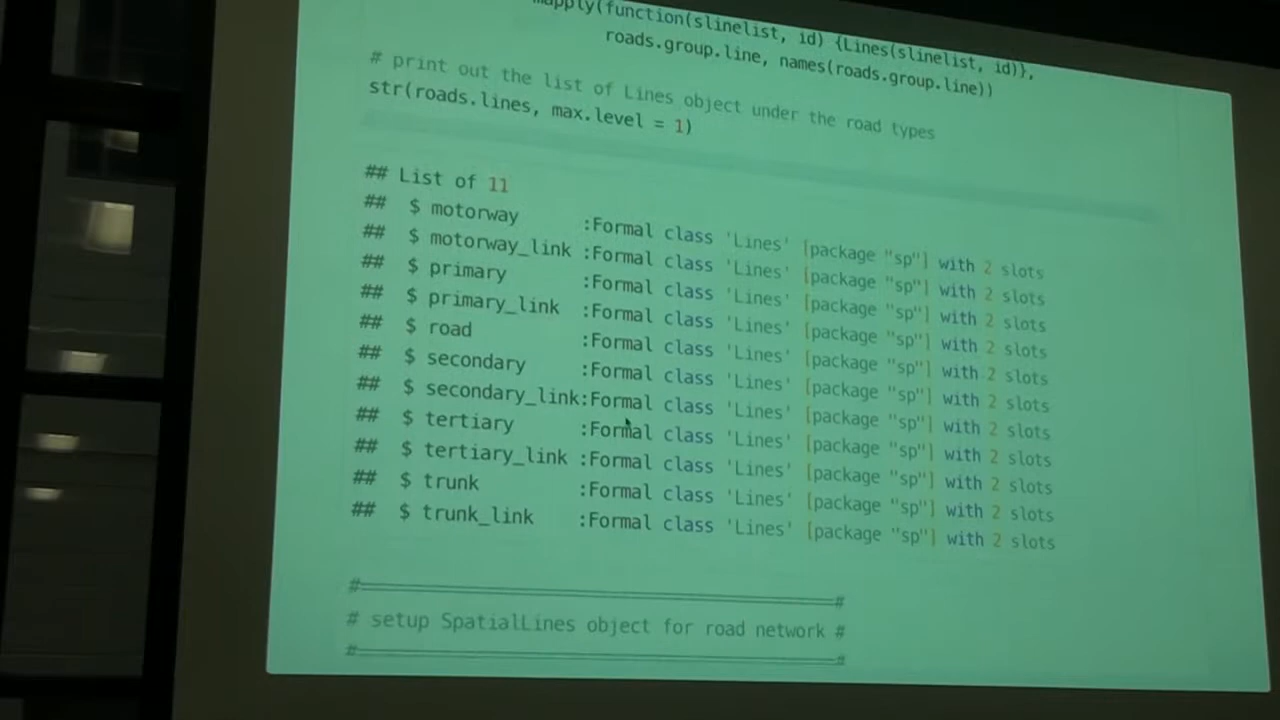 mapply(function(slinelist, id) {Lines(slinelist, id)},
roads.group.line, names(roads.group.line))
# print out the list of Lines object under the road types
str(roads.lines, max.level = 1)
## List of 11
## $ motorway :Formal class 'Lines' [package "sp"] with 2 slots
## $ motorway_link :Formal class 'Lines' [package "sp"] with 2 slots
## $ primary :Formal class 'Lines' [package "sp"] with 2 slots
## $ primary_link :Formal class 'Lines' [package "sp"] with 2 slots
## $ road :Formal class 'Lines' [package "sp"] with 2 slots
## $ secondary :Formal class 'Lines' [package "sp"] with 2 slots
## $ secondary_link:Formal class 'Lines' [package "sp"] with 2 slots
## $ tertiary :Formal class 'Lines' [package "sp"] with 2 slots
## $ tertiary_link :Formal class 'Lines' [package "sp"] with 2 slots
## $ trunk :Formal class 'Lines' [package "sp"] with 2 slots
## $ trunk_link :Formal class 'Lines' [package "sp"] with 2 slots
#=========================================#
# setup SpatialLines object for road network #
#=========================================#